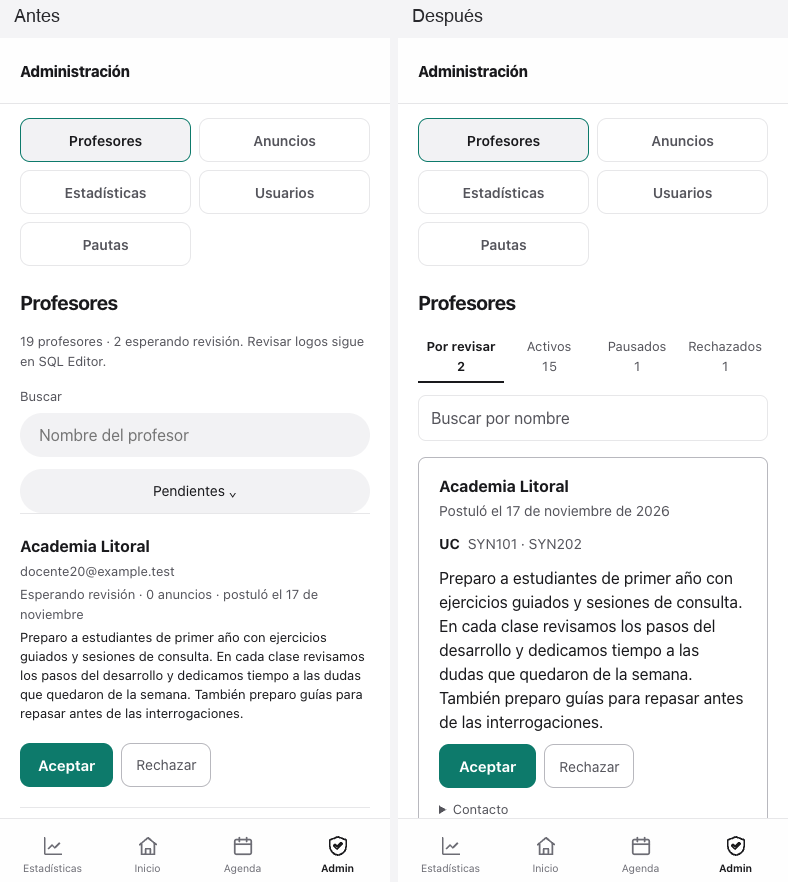 Antes
Administración
Profesores
Anuncios
Estadísticas
Usuarios
Pautas
Profesores
19 profesores · 2 esperando revisión. Revisar logos sigue
en SQL Editor.
Buscar
Nombre del profesor
Pendientes
Academia Litoral
docente20@example.test
Esperando revisión · 0 anuncios · postuló el 17 de
noviembre
Preparo a estudiantes de primer año con ejercicios
guiados y sesiones de consulta. En cada clase revisamos
los pasos del desarrollo y dedicamos tiempo a las dudas
que quedaron de la semana. También preparo guías para
repasar antes de las interrogaciones.
Aceptar
Rechazar
Estadísticas
Inicio
Agenda
Admin
Después
Administración
Profesores
Anuncios
Estadísticas
Usuarios
Pautas
Profesores
Por revisar
2
Activos
15
Pausados
1
Rechazados
1
Buscar por nombre
Academia Litoral
Postuló el 17 de noviembre de 2026
UC SYN101 · SYN202
Preparo a estudiantes de primer año con
ejercicios guiados y sesiones de consulta.
En cada clase revisamos los pasos del
desarrollo y dedicamos tiempo a las
dudas que quedaron de la semana.
También preparo guías para repasar antes
de las interrogaciones.
Aceptar
Rechazar
Contacto
Estadísticas
Inicio
Agenda
Admin